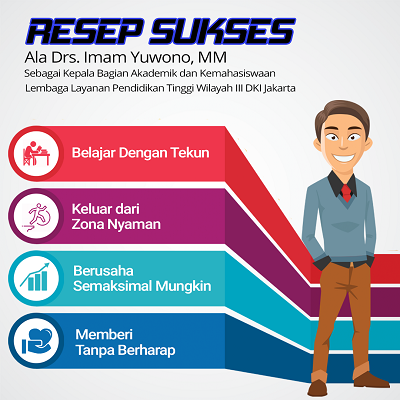 RESEP SUKSES
Ala Drs. Imam Yuwono, MM
Sebagai Kepala Bagian Akademik dan Kemahasiswaan
Lembaga Layanan Pendidikan Tinggi Wilayah III DKI Jakarta
Belajar Dengan Tekun
Keluar dari
Zona Nyaman
Berusaha
Semaksimal Mungkin
Memberi
Tanpa Berharap